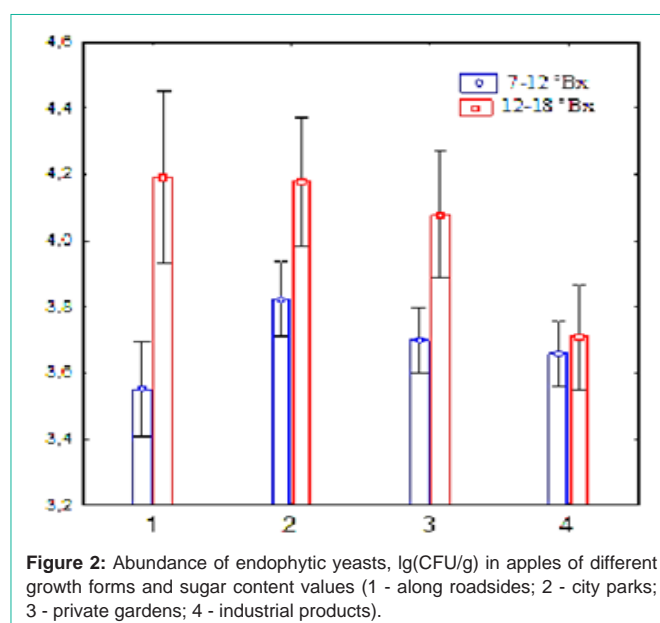 4,6
4,4
4,2
4,0
3,8
3,6
3,4
3,2
7-12 °Bx
12-18 °Bx
1 2 3 4
Figure 2: Abundance of endophytic yeasts, lg(CFU/g) in apples of different
growth forms and sugar content values (1 - along roadsides; 2 - city parks;
3 - private gardens; 4 - industrial products).